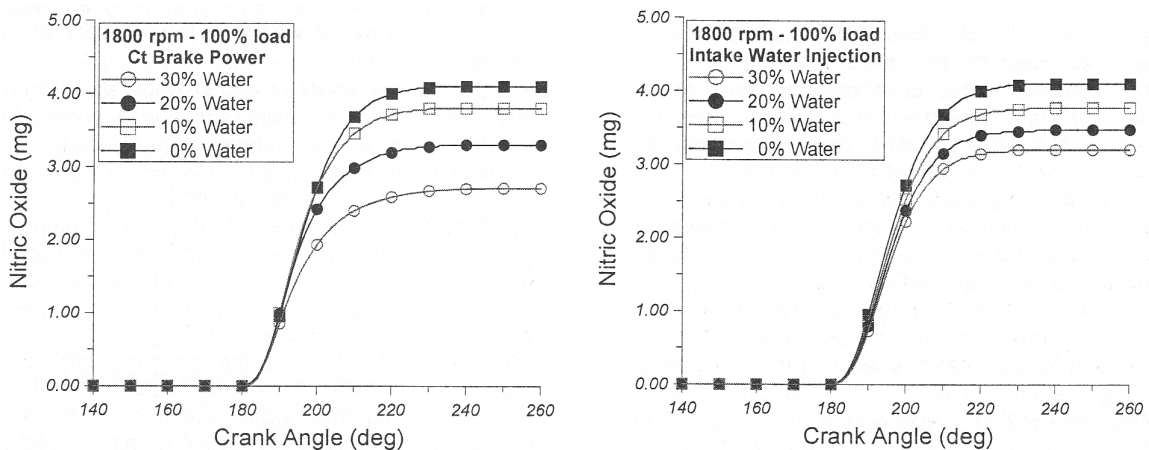 5.00
4.00
3.00
2.00
1.00
0.00
Nitric Oxide (mg)
1800 rpm - 100% load
Ct Brake Power
30% Water
20% Water
10% Water
0% Water
140 160 180 200 220 240 260
Crank Angle (deg)
5.00
4.00
3.00
2.00
1.00
0.00
Nitric Oxide (mg)
1800 rpm - 100% load
Intake Water Injection
30% Water
20% Water
10% Water
0% Water
140 160 180 200 220 240 260
Crank Angle (deg)